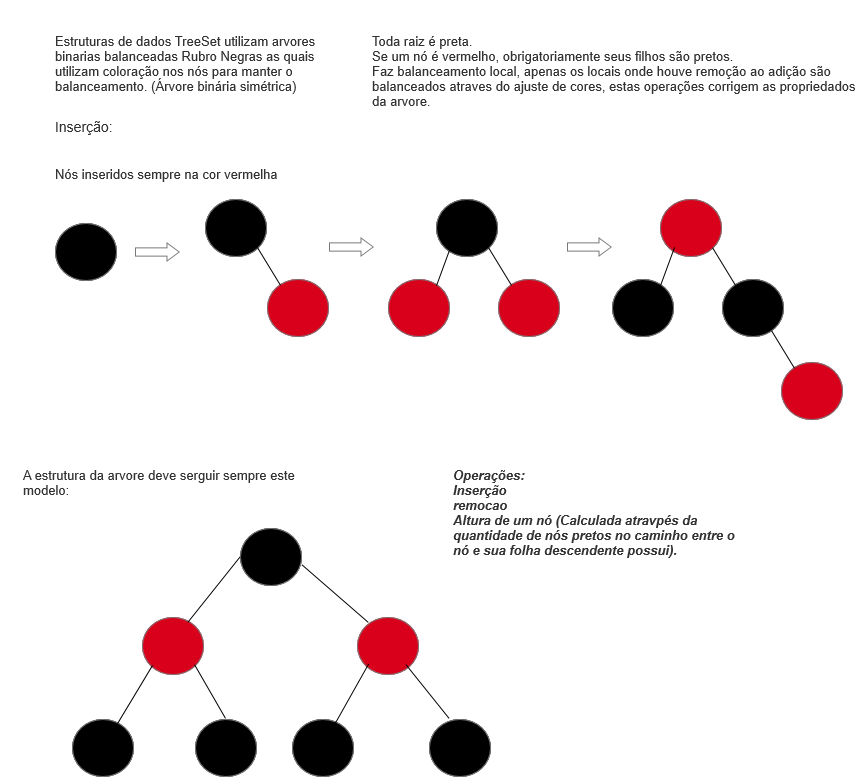 Estruturas de dados TreeSet utilizam arvores
binarias balanceadas Rubro Negras as quais
utilizam coloração nos nós para manter o
balanceamento. (Árvore binária simétrica)
Toda raiz é preta.
Se um nó é vermelho, obrigatoriamente seus filhos são pretos.
Faz balanceamento local, apenas os locais onde houve remoção ao adição são
balanceados atraves do ajuste de cores, estas operações corrigem as propriedados
da arvore.
Inserção:
Nós inseridos sempre na cor vermelha
A estrutura da arvore deve serguir sempre este
modelo:
Operações:
Inserção
remocao
Altura de um nó (Calculada atravpés da
quantidade de nós pretos no caminho entre o
nó e sua folha descendente possui).